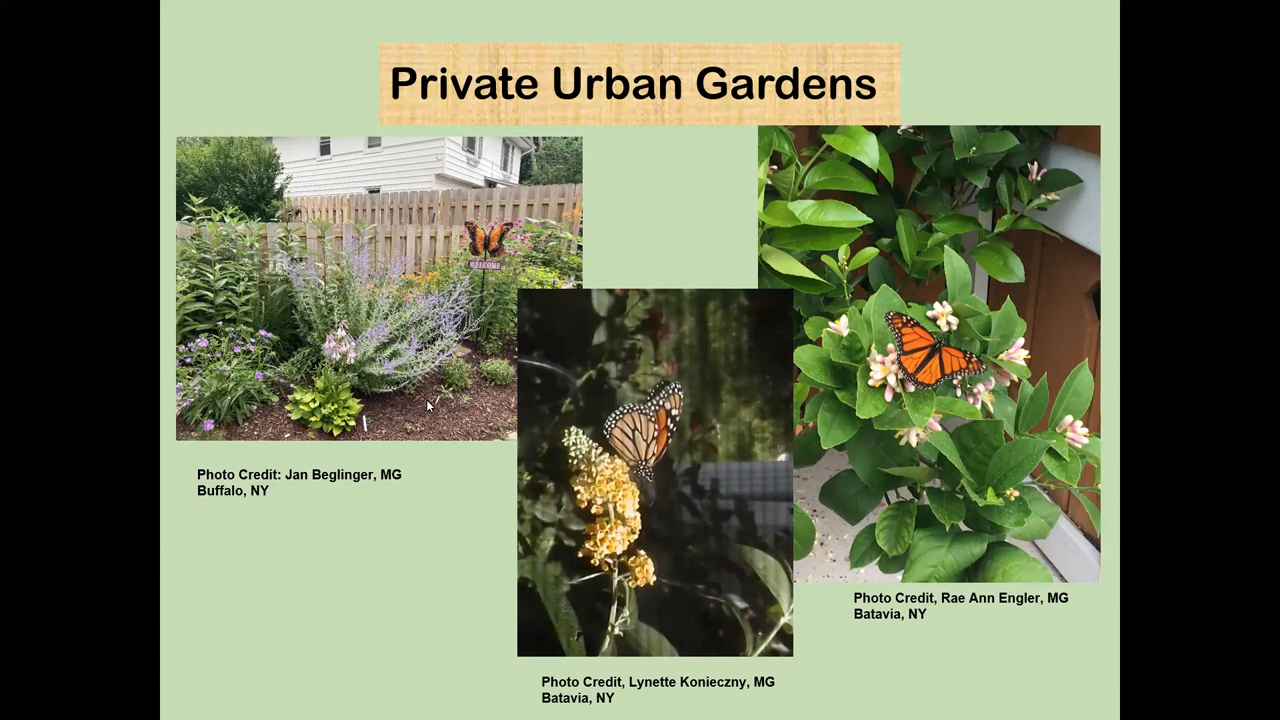 Private Urban Gardens
WELCOME
Photo Credit: Jan Beglinger, MG
Buffalo, NY
Photo Credit, Rae Ann Engler, MG
Batavia, NY
Photo Credit, Lynette Konieczny, MG
Batavia, NY